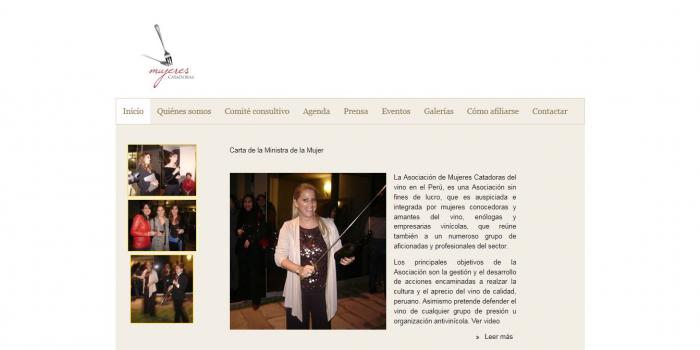 mujeres
CATADORAS
Inicio Quiénes somos Comité consultivo Agenda Prensa Eventos Galerías Cómo afiliarse Contactar
Carta de la Ministra de la Mujer
La Asociación de Mujeres Catadoras del
vino en el Perú, es una Asociación sin
fines de lucro, que es auspiciada e
integrada por mujeres conocedoras y
amantes del vino, enólogas y
empresarias vinícolas, que reúne
también a un numeroso grupo de
aficionadas y profesionales del sector.
Los principales objetivos de la
Asociación son la gestión y el desarrollo
de acciones encaminadas a realzar la
cultura y el aprecio del vino de calidad,
peruano. Asimismo pretende defender el
vino de cualquier grupo de presión u
organización antivinícola. Ver video
» Leer más